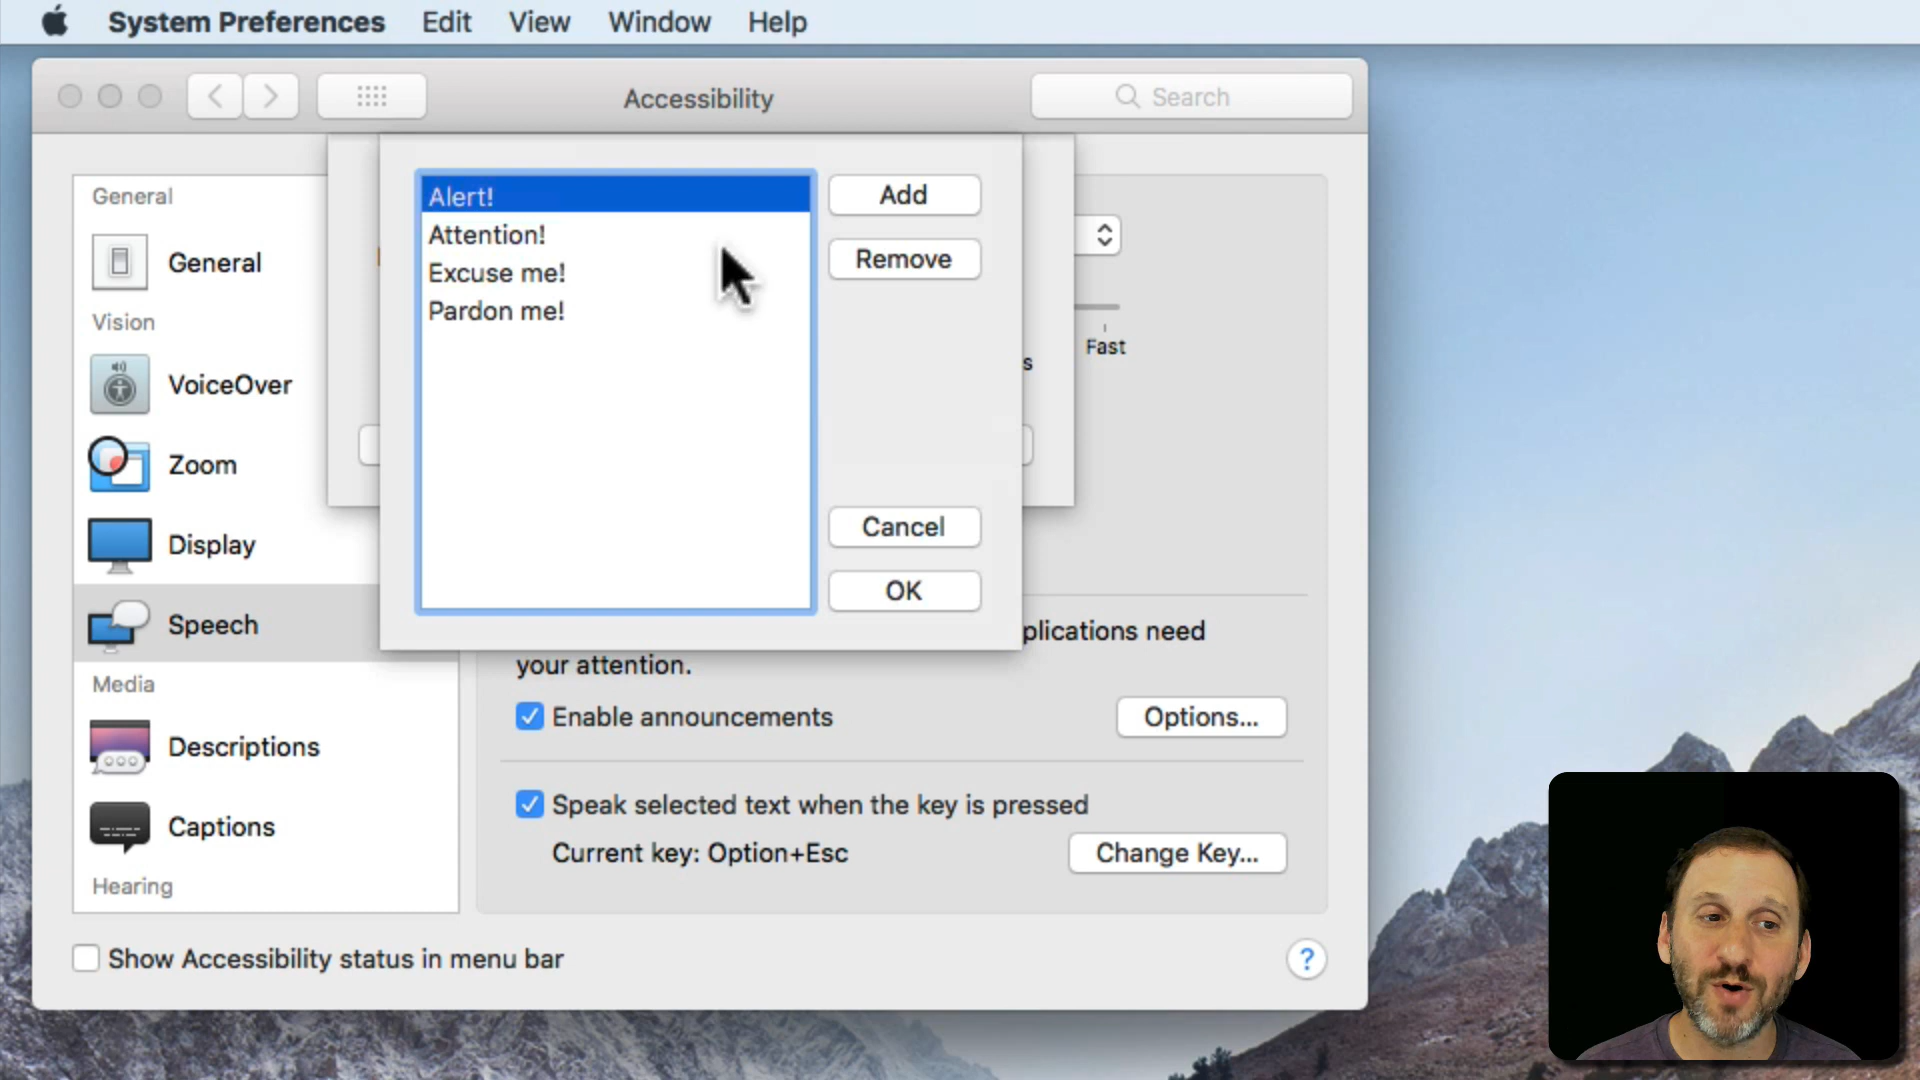 System Preferences Edit View Window Help
Accessibility
Search
General
General
Vision
VoiceOver
Zoom
Display
Speech
Media
Descriptions
Captions
Hearing
Alert!
Attention!
Excuse me!
Pardon me!
Add
Remove
Cancel
OK
s
Fast
plications need
your attention.
Enable announcements
Options...
Speak selected text when the key is pressed
Current key: Option+Esc
Change Key...
Show Accessibility status in menu bar
?